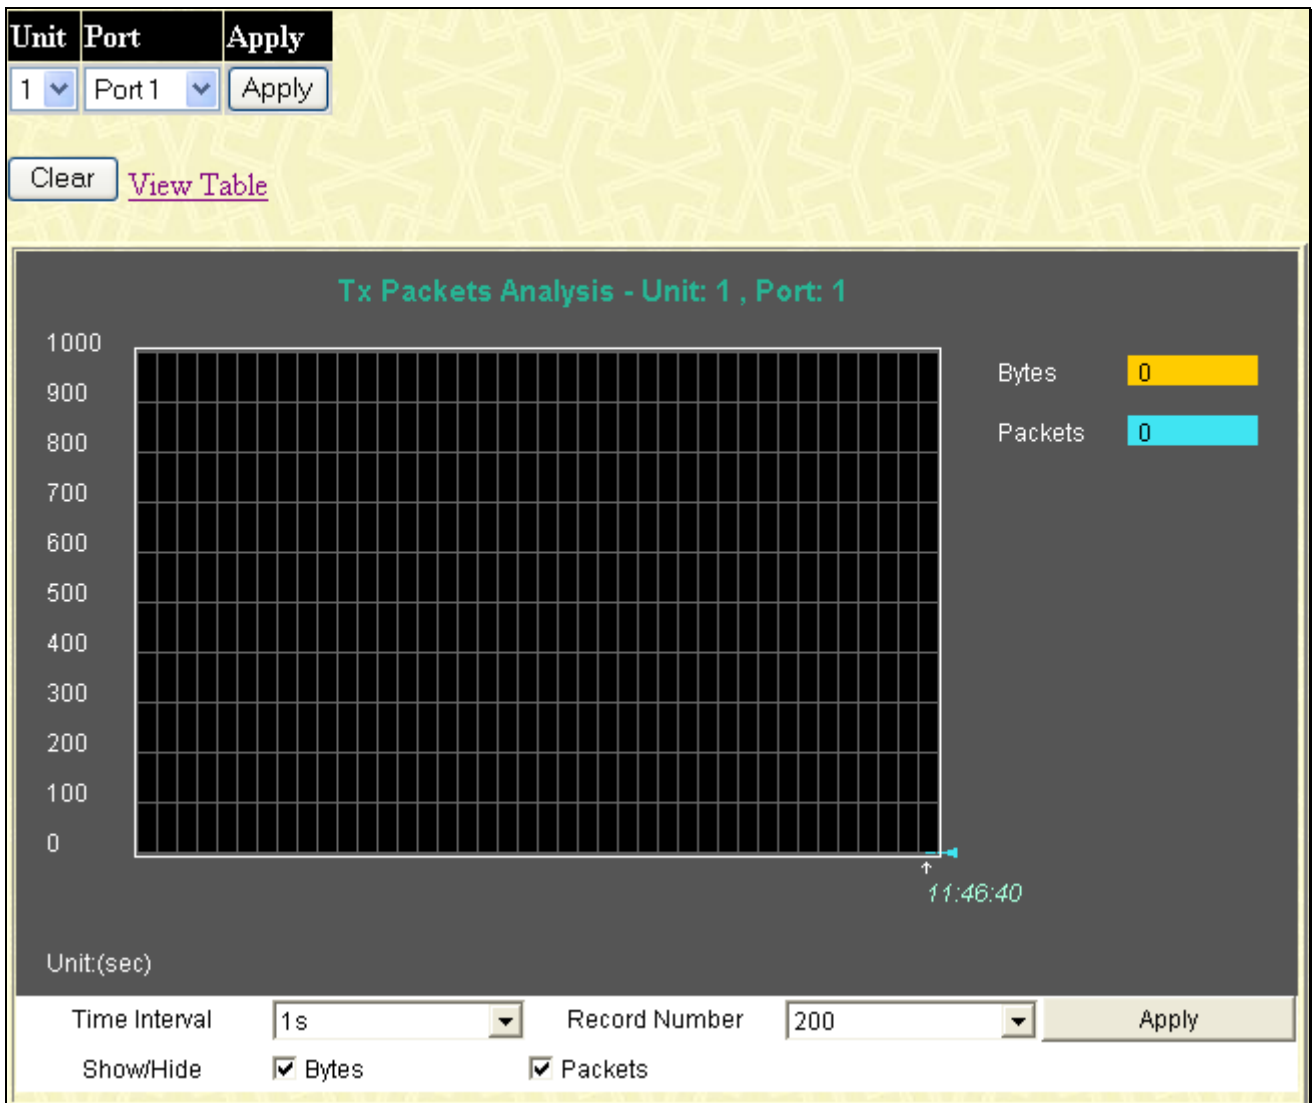 Unit Port Apply
1 Port 1 Apply
Clear View Table
Tx Packets Analysis - Unit: 1 , Port: 1
1000
900
800
700
600
500
400
300
200
100
0
Bytes 0
Packets 0
11:46:40
Unit:(sec)
Time Interval 1s Record Number 200 Apply
Show/Hide Bytes Packets